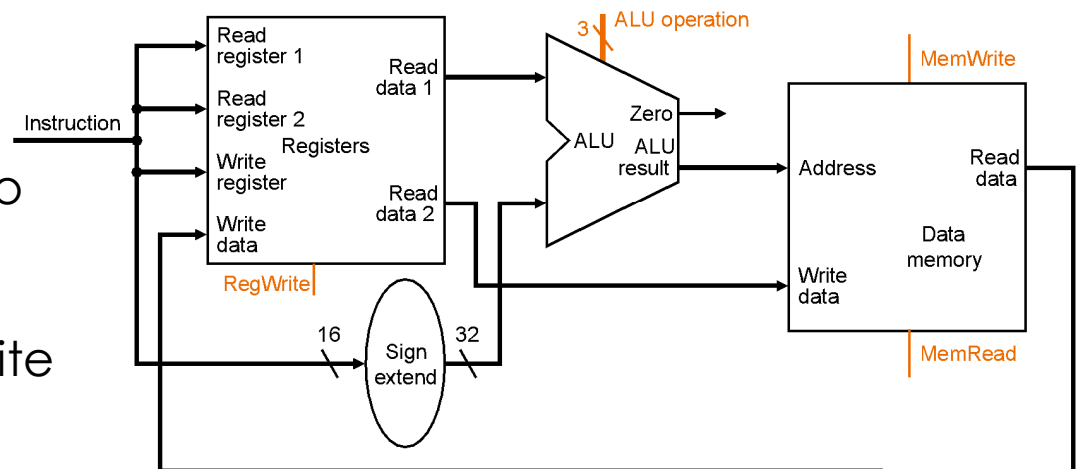 Read
register 1
Read
register 2
Write
register
Write
data
Registers
Read
data 1
Read
data 2
RegWrite
Instruction
16
Sign
extend
32
3
ALU operation
Zero
ALU
ALU
result
MemWrite
Address
Read
data
Data
memory
Write
data
MemRead
o
ite